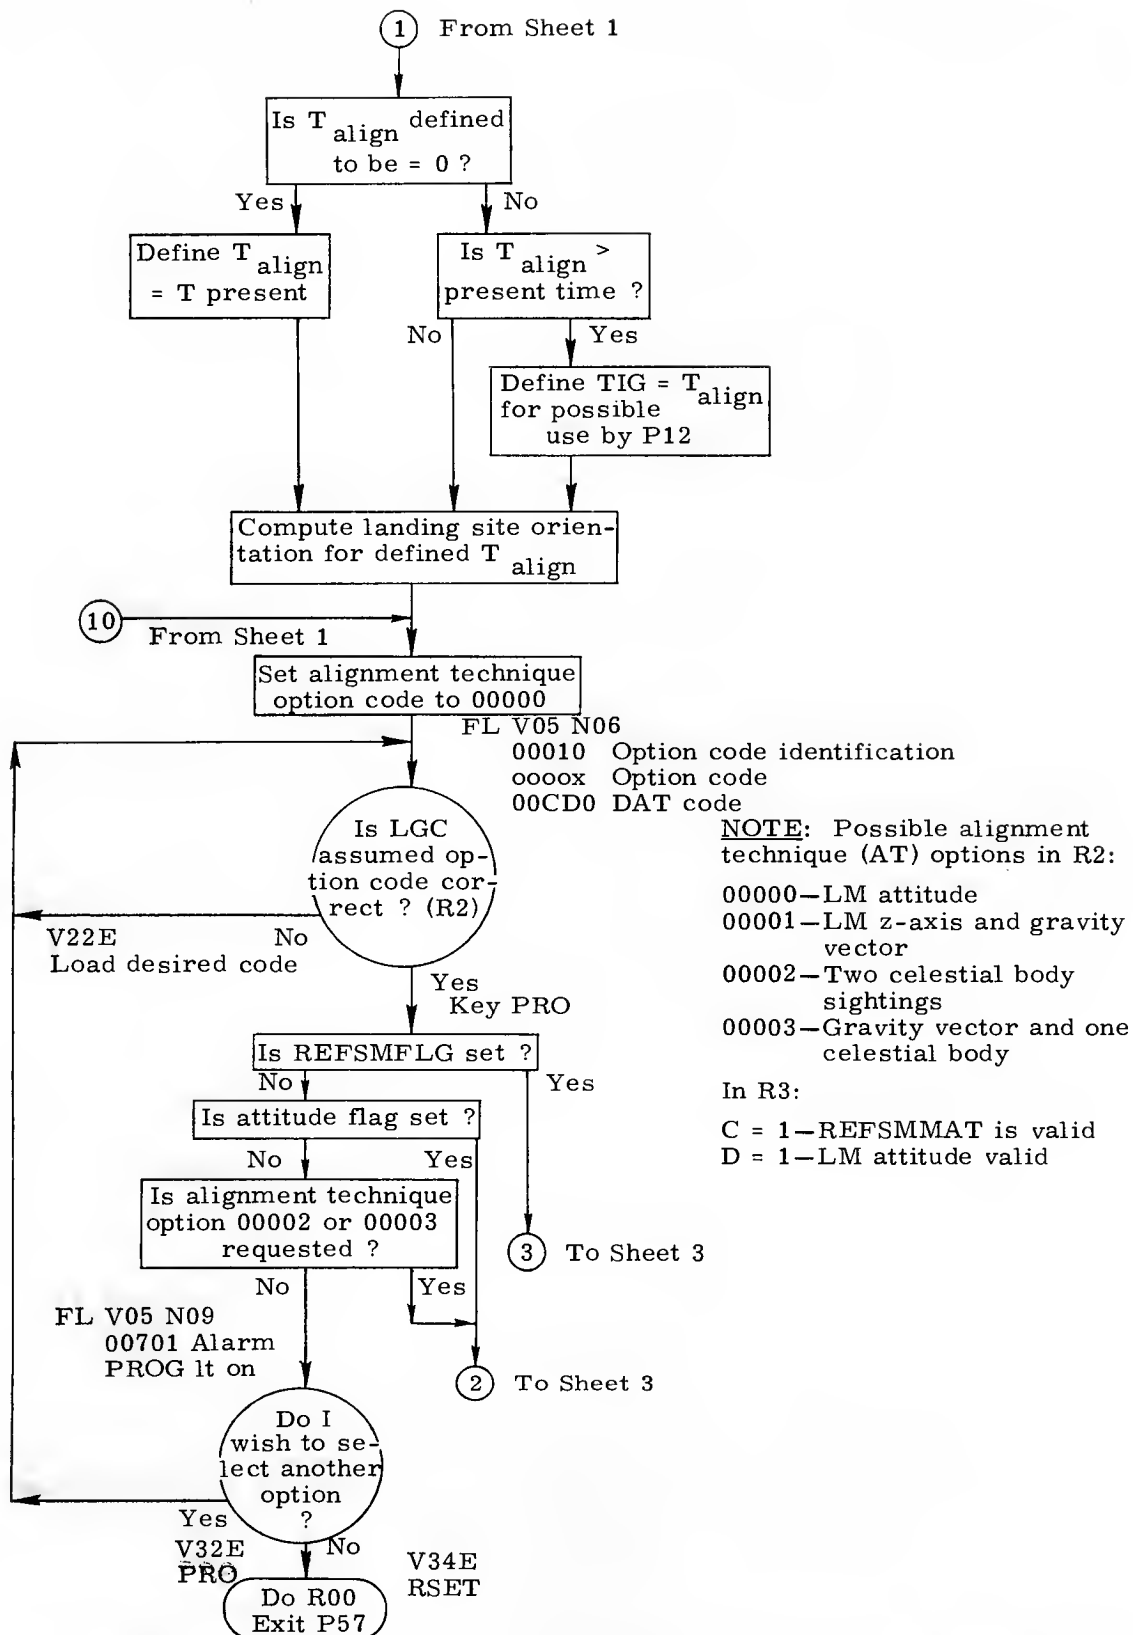 1 From Sheet 1
Is T align defined
to be = 0 ?
Yes
No
Define T align
= T present
Is T align >
present time ?
No
Yes
Define TIG = T align
for possible
use by P12
Compute landing site orien-
tation for defined T align
10
From Sheet 1
Set alignment technique
option code to 00000
FL V05 N06
00010 Option code identification
oooox Option code
00CD0 DAT code
Is LGC
assumed op-
tion code cor-
rect ? (R2)
V22E No
Load desired code
Yes
Key PRO
NOTE: Possible alignment
technique (AT) options in R2:
00000—LM attitude
00001—LM z-axis and gravity
vector
00002—Two celestial body
sightings
00003—Gravity vector and one
celestial body
In R3:
C = 1—REFSMMAT is valid
D = 1—LM attitude valid
Is REFSMFLG set ?
No
Yes
Is attitude flag set ?
No
Yes
Is alignment technique
option 00002 or 00003
requested ?
No
Yes
3 To Sheet 3
FL V05 N09
00701 Alarm
PROG lt on
2 To Sheet 3
Do I
wish to se-
lect another
option
?
Yes
V32E
PRO
No
V34E
RSET
Do R00
Exit P57